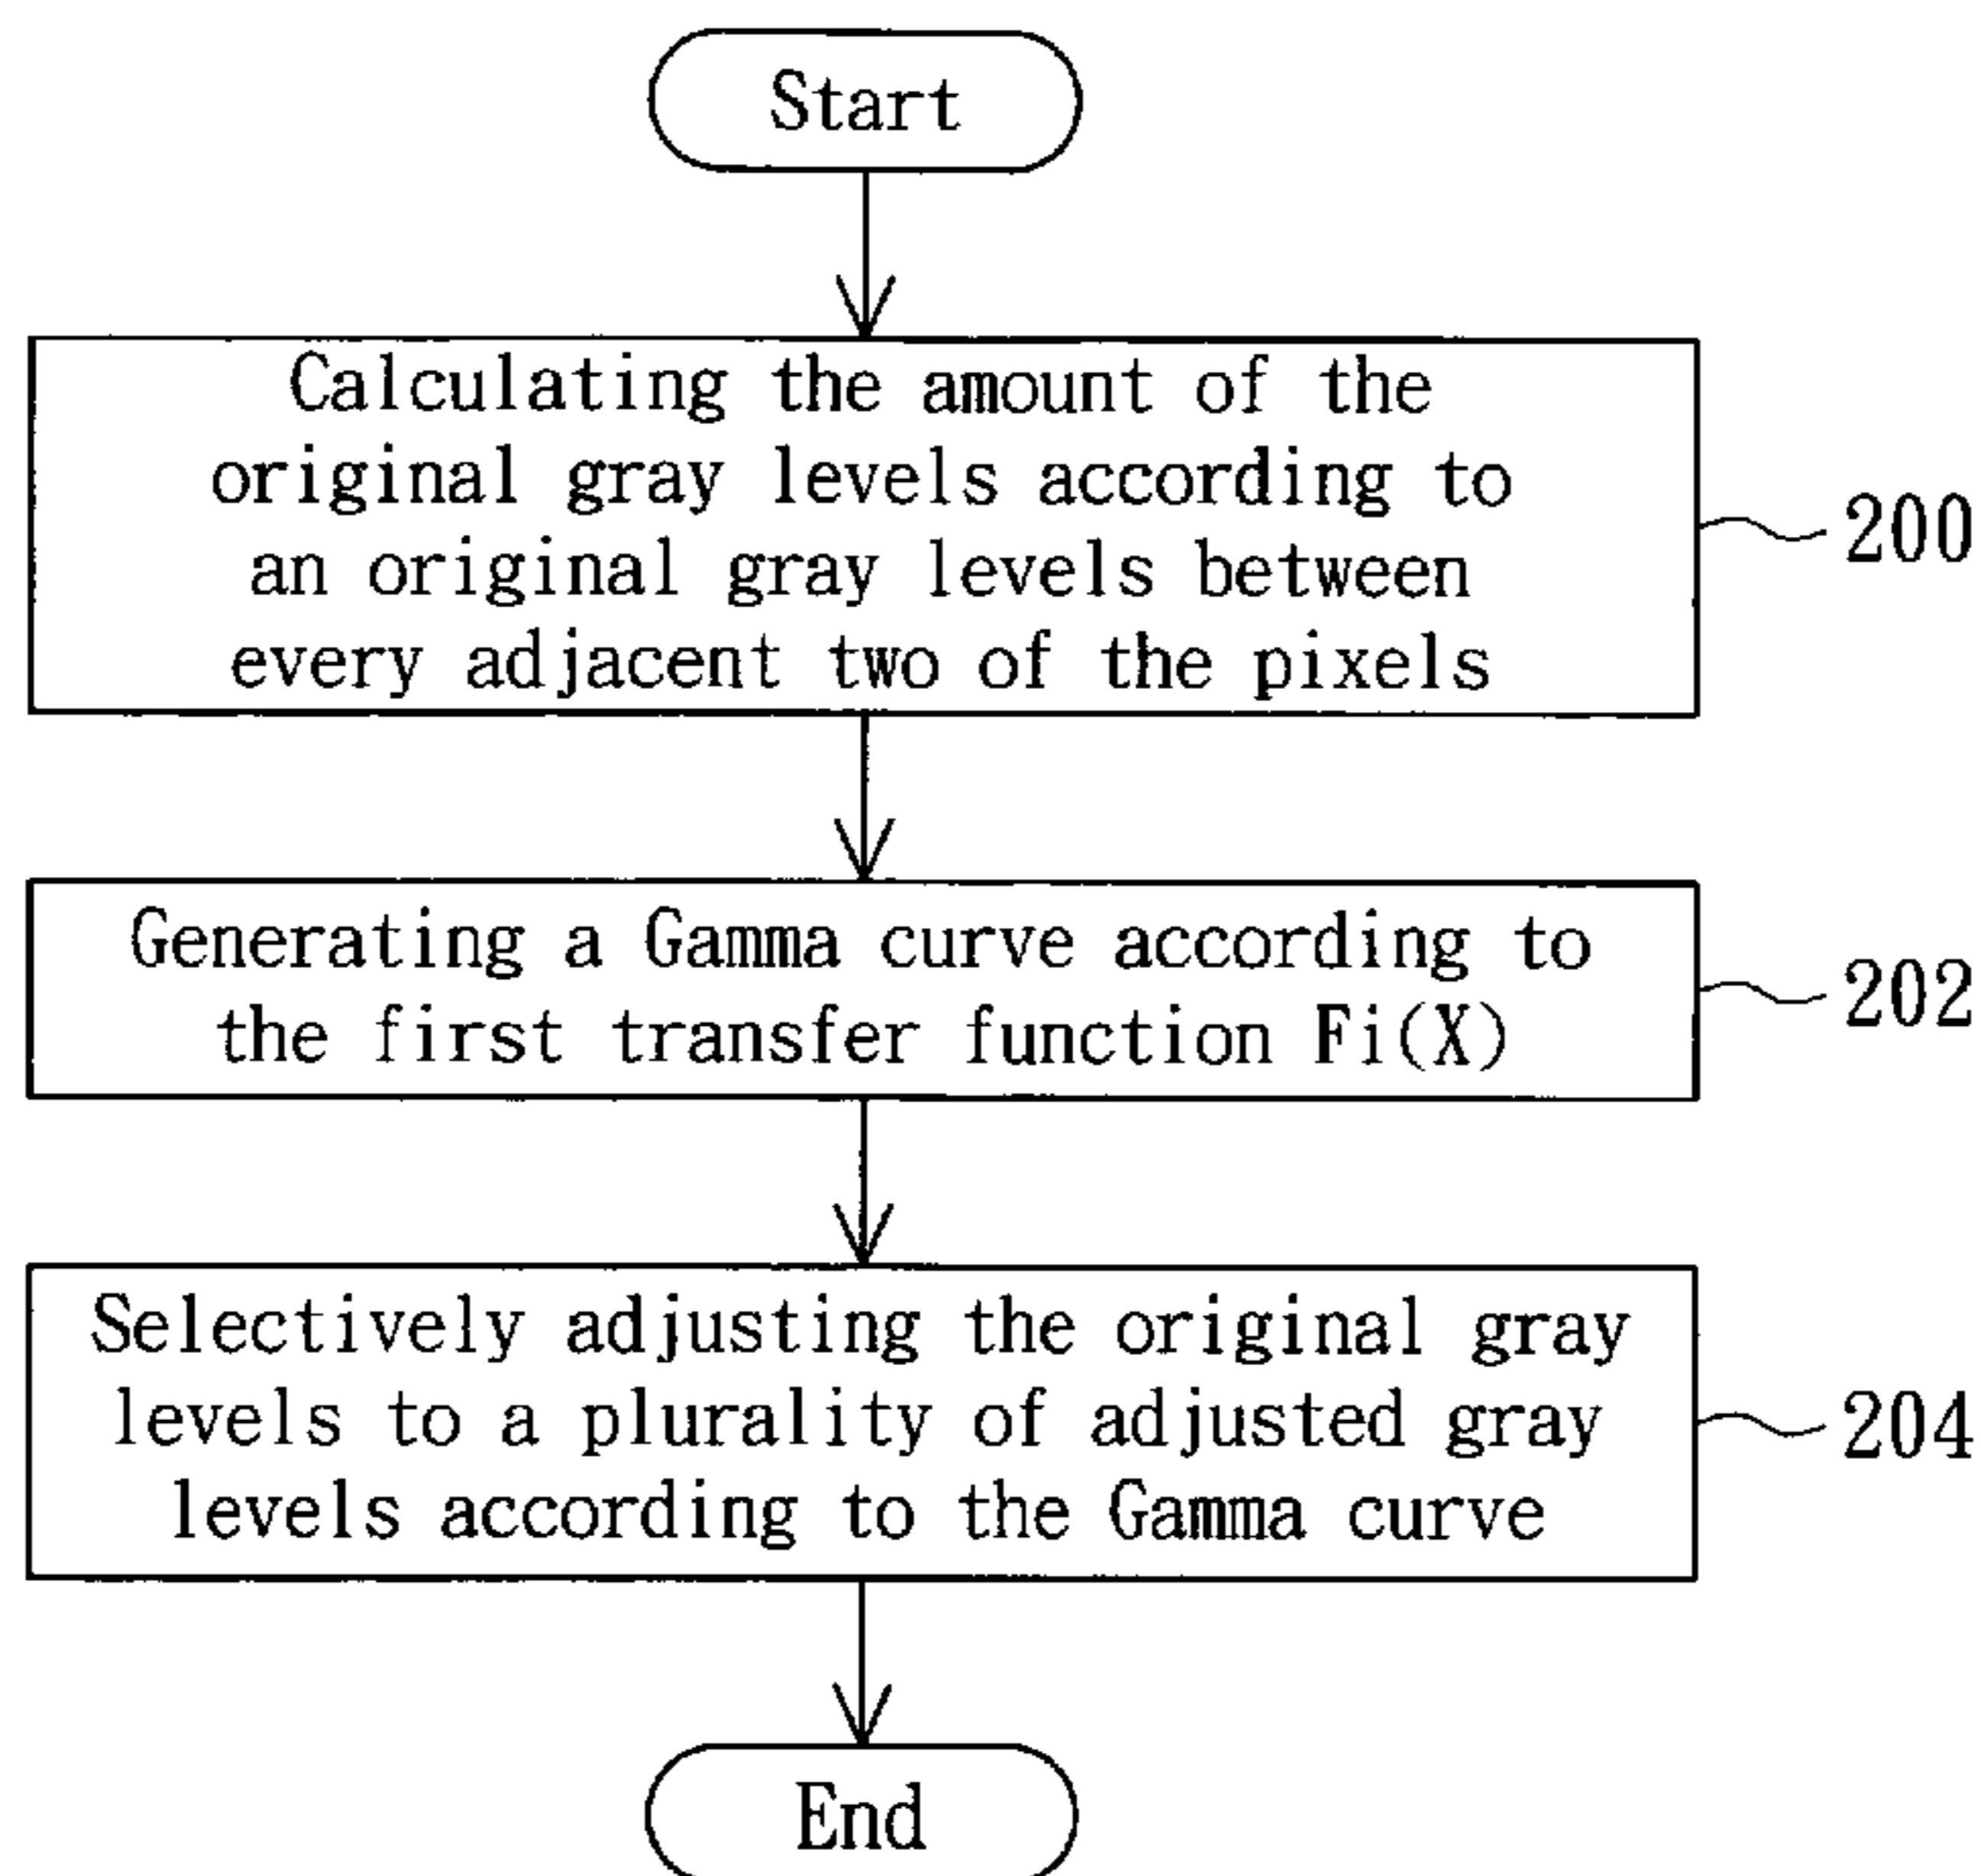 Start
Calculating the amount of the
original gray levels according to
an original gray levels between
every adjacent two of the pixels
200
Generating a Gamma curve according to
the first transfer function Fi(X)
202
Selectively adjusting the original gray
levels to a plurality of adjusted gray
levels according to the Gamma curve
204
End